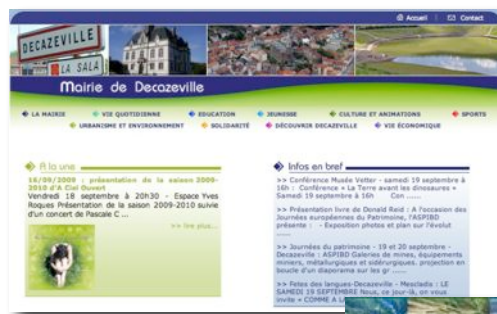 Accueil
Contact
DECAZEVILLE
LA SALA
Mairie de Decazeville
LA MAIRIE
VIE QUOTIDIENNE
EDUCATION
JEUNESSE
CULTURE ET ANIMATIONS
SPORTS
URBANISME ET ENVIRONNEMENT
SOLIDARITÉ
DÉCOUVRIR DECAZEVILLE
VIE ÉCONOMIQUE
A la une
16/09/2009 : présentation de la saison 2009-
2010 d'A Ciel Ouvert
Vendredi 18 septembre à 20h30 - Espace Yves
Roques Présentation de la saison 2009-2010 suivie
d'un concert de Pascale C ...
>> lire plus...
Infos en bref
>> Conférence Musée Vetter - samedi 19 septembre à
16h : Conférence « La Terre avant les dinosaures »
Samedi 19 septembre à 16h Con ......
>> Présentation livre de Donald Reid : A l'occasion des
Journées européennes du Patrimoine, l'ASPIBD
présente : - Exposition photos et plan sur l'évolut
......
>> Journées du patrimoine - 19 et 20 septembre -
Decazeville : ASPIBD Galeries de mines, équipements
miniers, métallurgiques et sidérurgiques. projection en
boucle d'un diaporama sur les gr ......
>> Fetes des langues-Decazeville - Mescladis : LE
SAMEDI 19 SEPTEMBRE Nous, ce jour-là, on vous
invite « COMME A LA